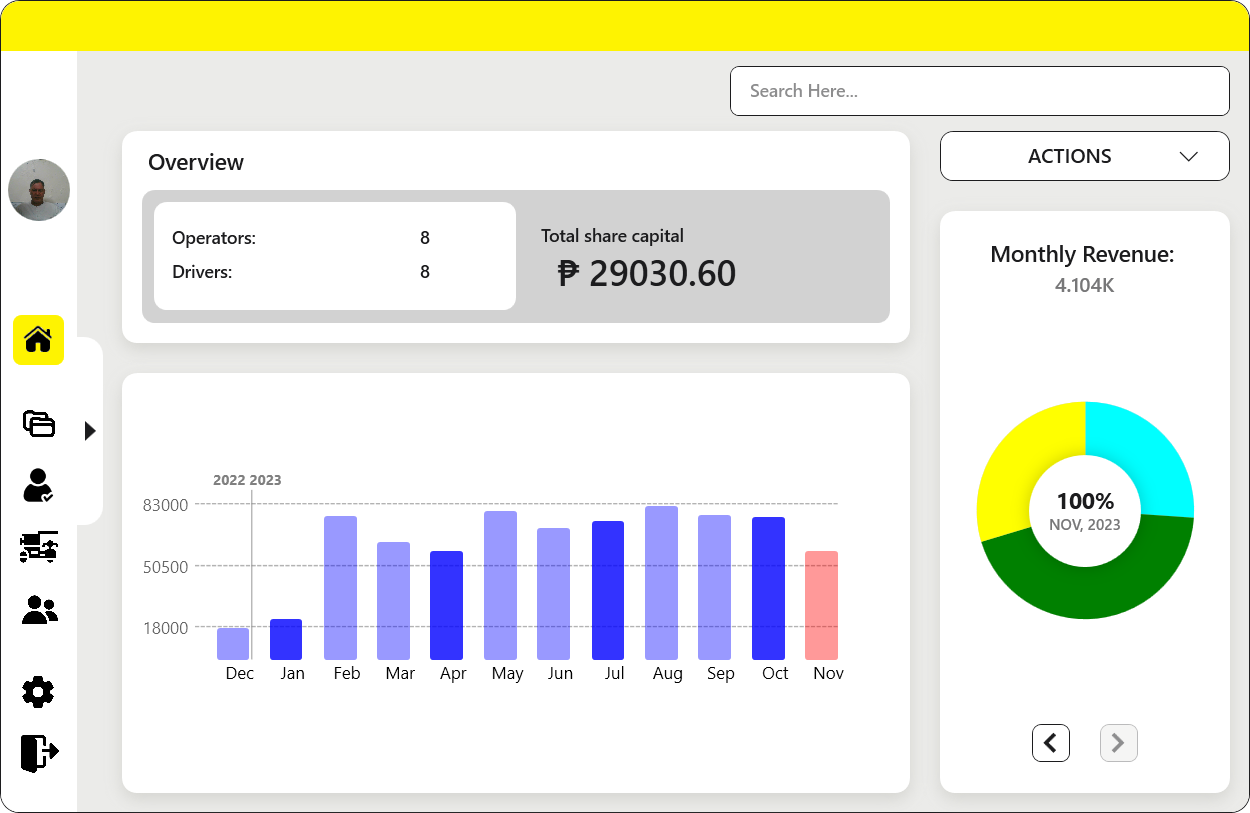 Search Here...
Overview
ACTIONS
Operators: 8
Drivers: 8
Total share capital
₱ 29030.60
Monthly Revenue:
4.104K
100%
NOV, 2023
2022 2023
83000
50500
18000
Dec Jan Feb Mar Apr May Jun Jul Aug Sep Oct Nov